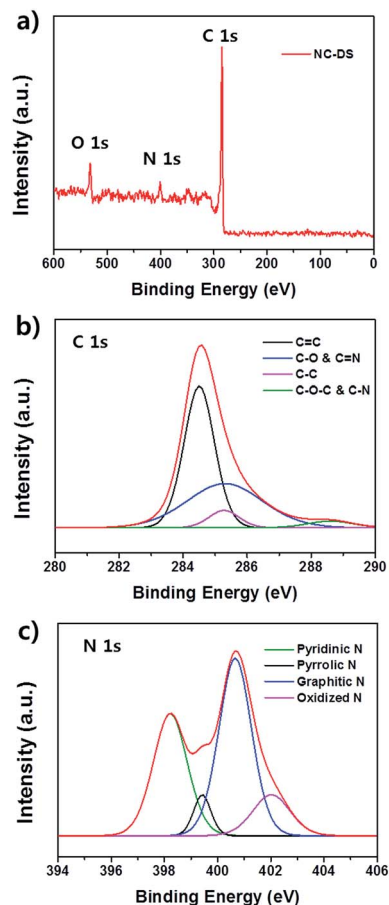 a)
C 1s
NC-DS
O 1s
N 1s
Intensity (a.u.)
600 500 400 300 200 100 0
Binding Energy (eV)
b)
C 1s
C=C
C-O & C=N
C-C
C-O-C & C-N
Intensity (a.u.)
280 282 284 286 288 290
Binding Energy (eV)
c)
N 1s
Pyridinic N
Pyrrolic N
Graphitic N
Oxidized N
Intensity (a.u.)
394 396 398 400 402 404 406
Binding Energy (eV)